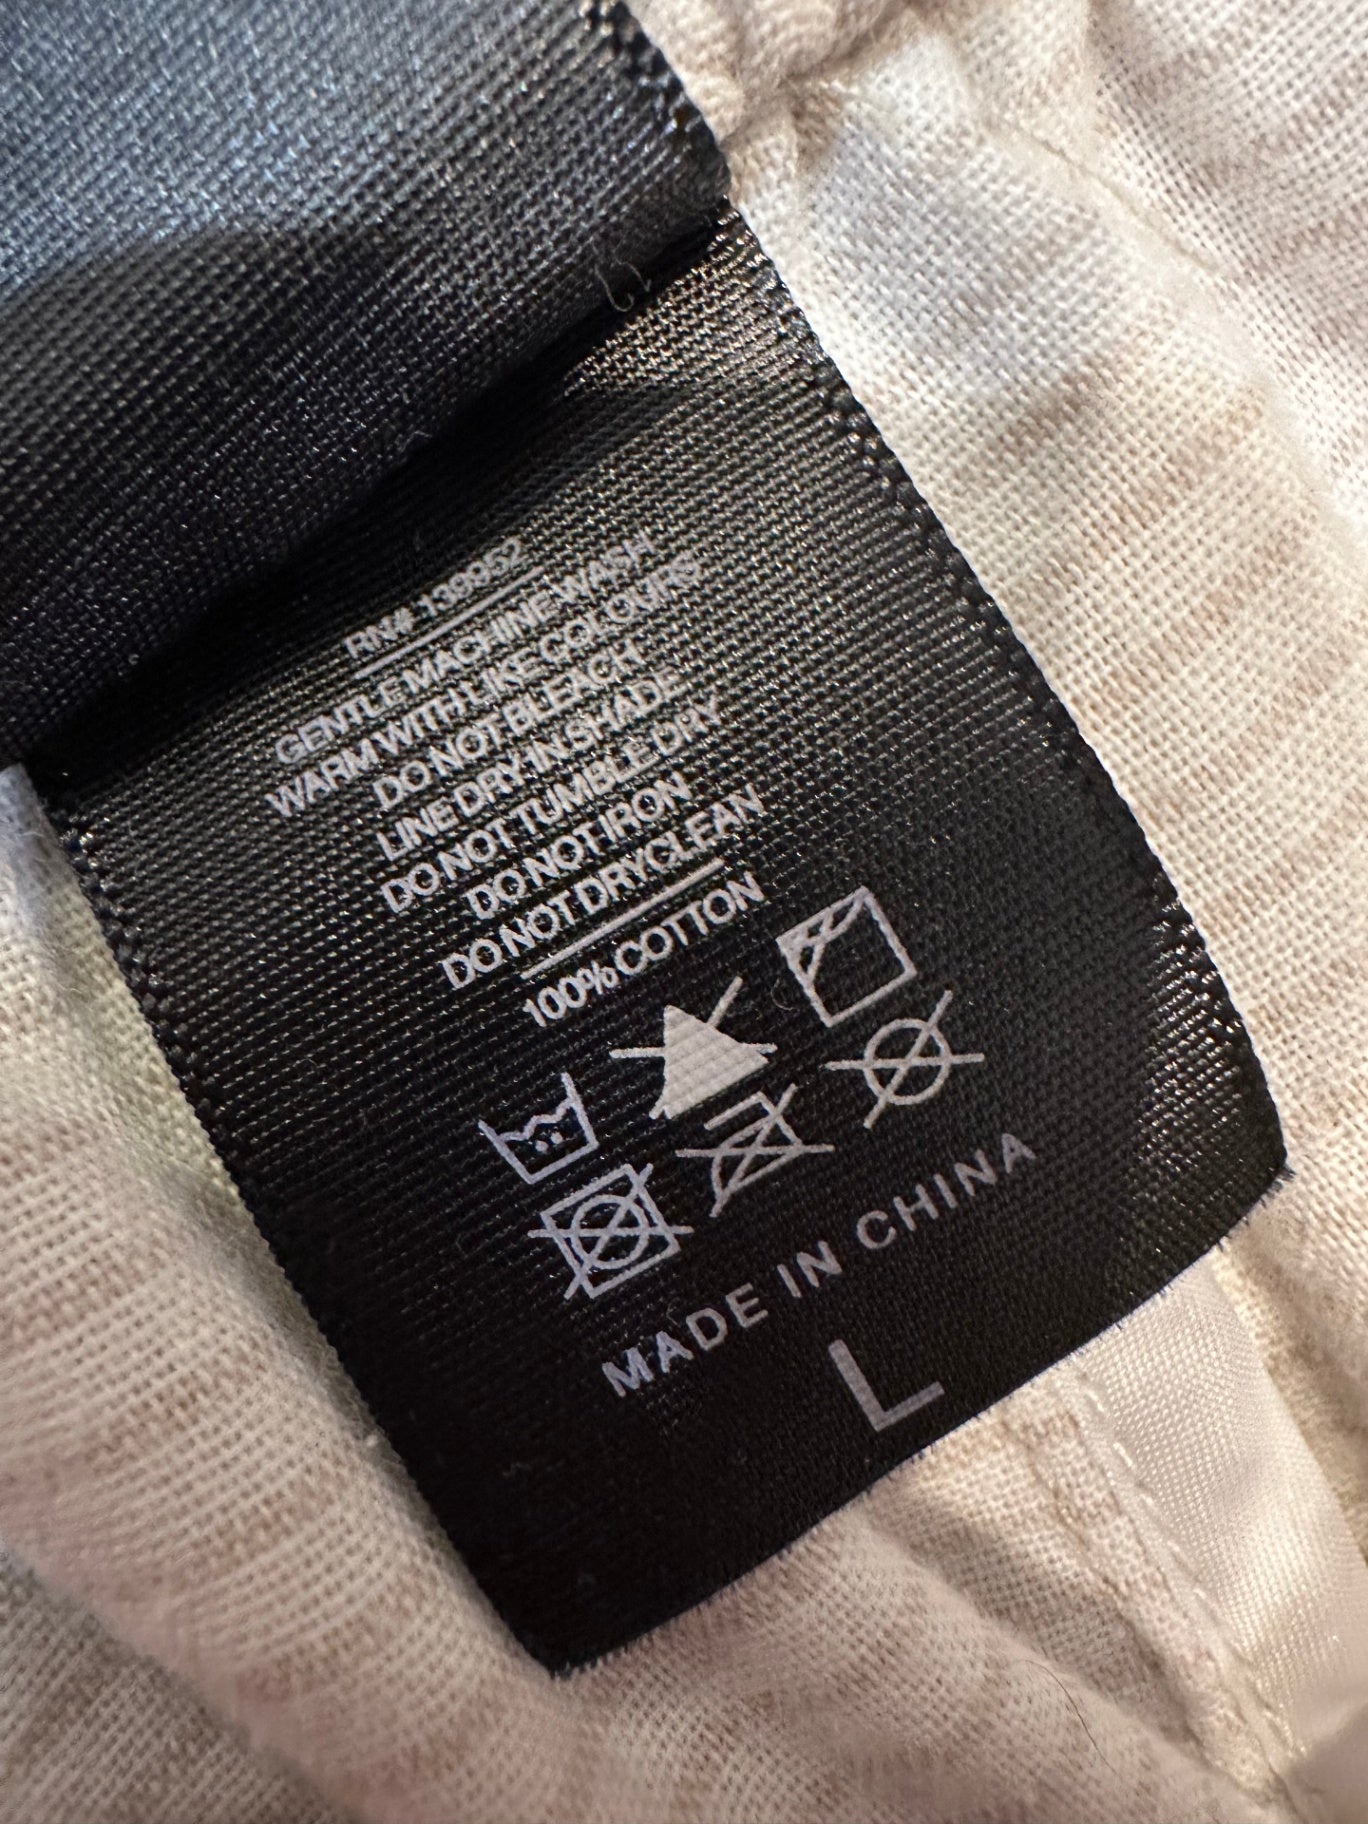 RN# 139952
GENTLE MACHINE WASH
WARM WITH LIKE COLOURS
DO NOT BLEACH
LINE DRY IN SHADE
DO NOT TUMBLE DRY
DO NOT IRON
DO NOT DRYCLEAN
100% COTTON
MADE IN CHINA
L